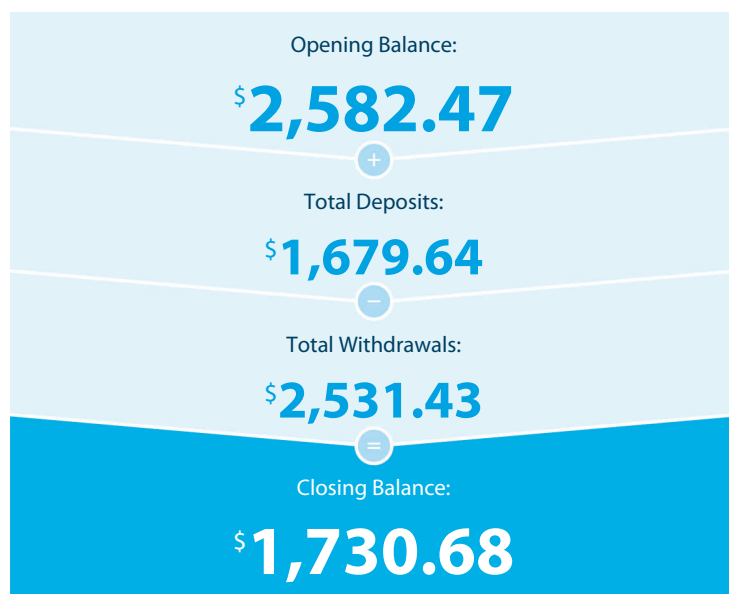 Opening Balance:
$2,582.47
+
Total Deposits:
$1,679.64
−
Total Withdrawals:
$2,531.43
=
Closing Balance:
$1,730.68